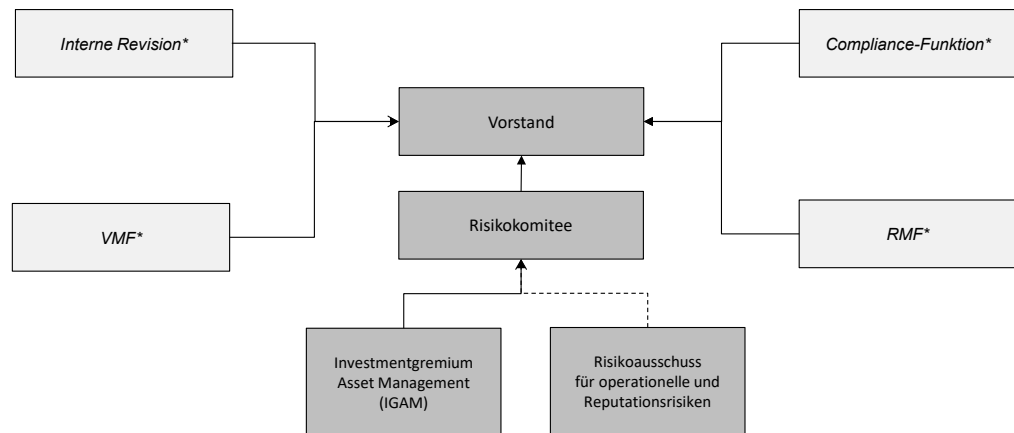 Interne Revision*
Compliance-Funktion*
Vorstand
VMF*
Risikokomitee
RMF*
Investmentgremium
Asset Management
(IGAM)
Risikoausschuss
für operationelle und
Reputationsrisiken